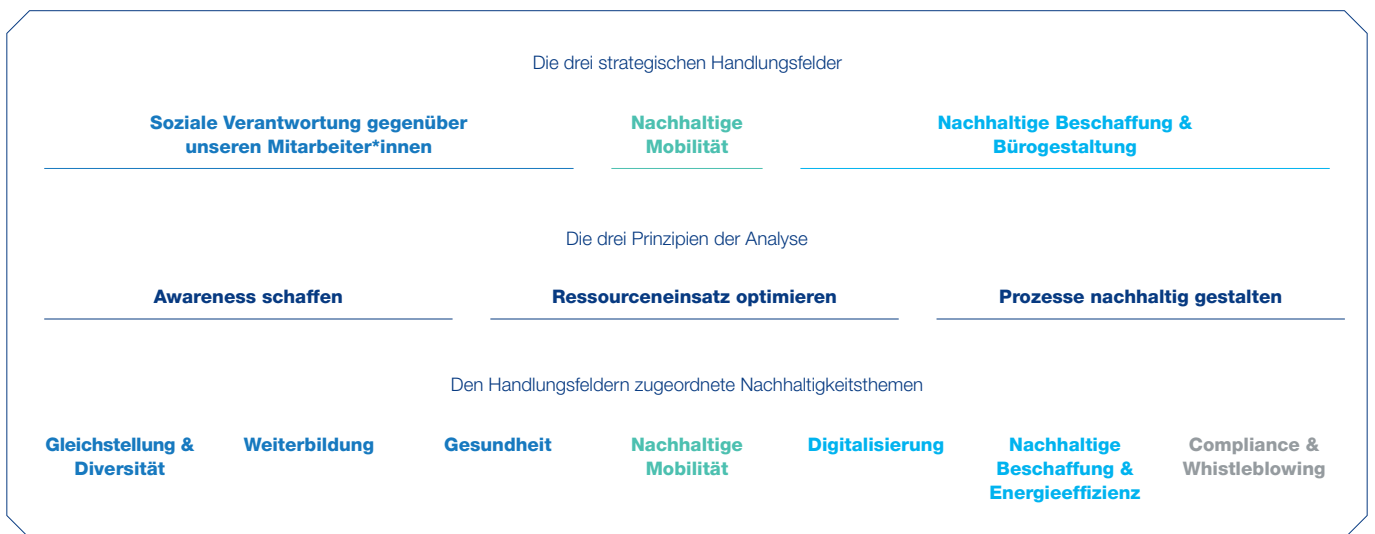 Die drei strategischen Handlungsfelder
Soziale Verantwortung gegenüber
unseren Mitarbeiter*innen
Nachhaltige
Mobilität
Nachhaltige Beschaffung &
Bürogestaltung
Die drei Prinzipien der Analyse
Awareness schaffen
Ressourceneinsatz optimieren
Prozesse nachhaltig gestalten
Den Handlungsfeldern zugeordnete Nachhaltigkeitsthemen
Gleichstellung &
Diversität
Weiterbildung
Gesundheit
Nachhaltige
Mobilität
Digitalisierung
Nachhaltige
Beschaffung &
Energieeffizienz
Compliance &
Whistleblowing